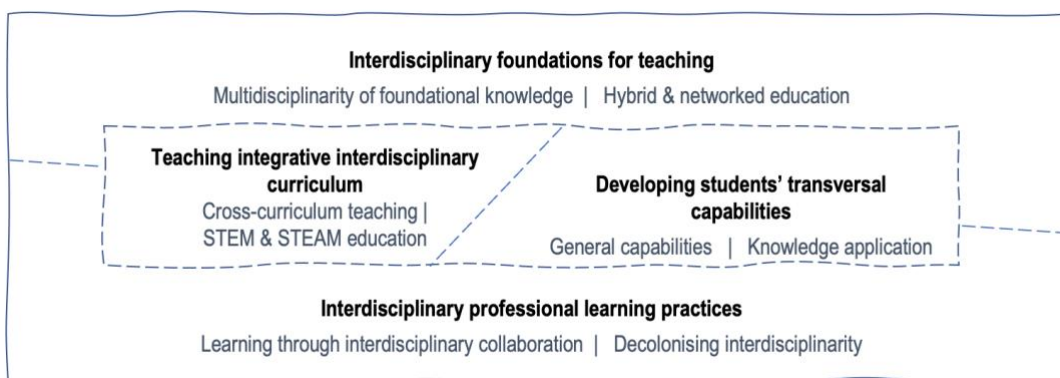 Interdisciplinary foundations for teaching
Multidisciplinarity of foundational knowledge | Hybrid & networked education
Teaching integrative interdisciplinary
curriculum
Cross-curriculum teaching |
STEM & STEAM education
Developing students’ transversal
capabilities
General capabilities | Knowledge application
Interdisciplinary professional learning practices
Learning through interdisciplinary collaboration | Decolonising interdisciplinarity